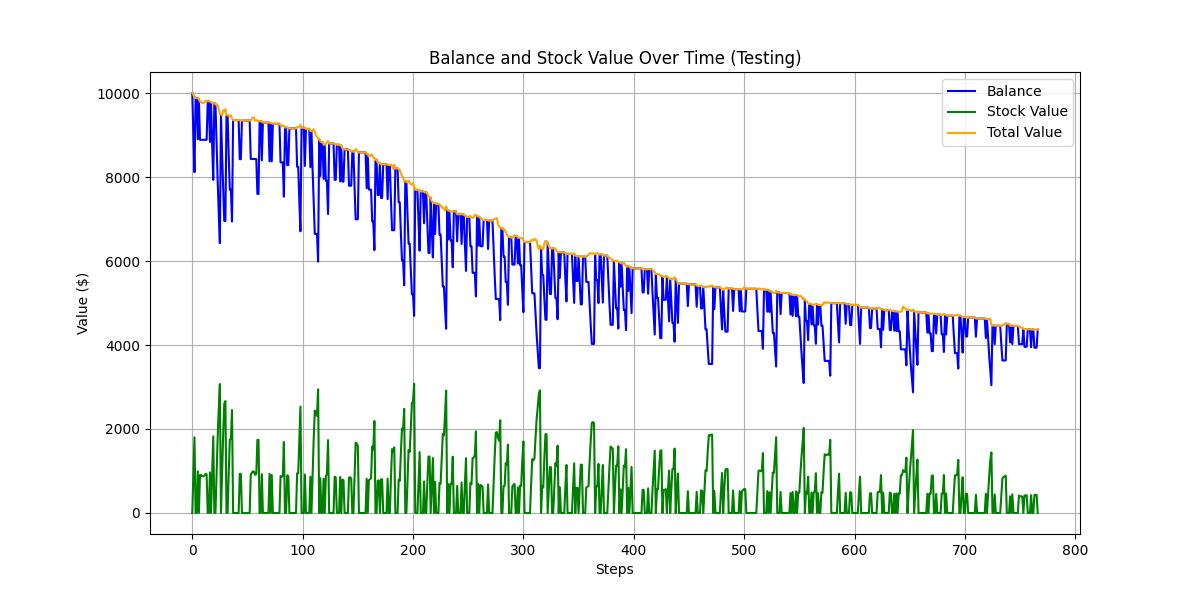 Balance and Stock Value Over Time (Testing)
Balance
Stock Value
Total Value
Value ($)
10000
8000
6000
4000
2000
0
0 100 200 300 400 500 600 700 800
Steps